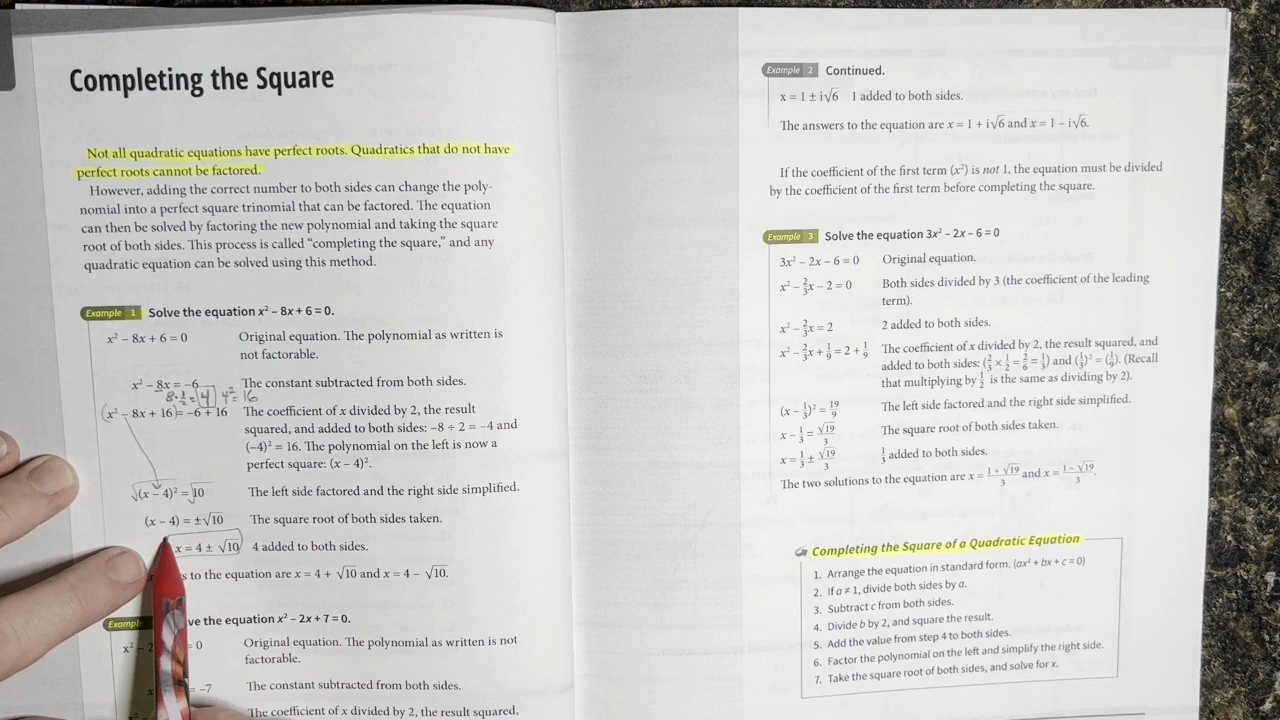 Completing the Square
Not all quadratic equations have perfect roots. Quadratics that do not have
perfect roots cannot be factored.
However, adding the correct number to both sides can change the poly-
nomial into a perfect square trinomial that can be factored. The equation
can then be solved by factoring the new polynomial and taking the square
root of both sides. This process is called “completing the square,” and any
quadratic equation can be solved using this method.
Example 1 Solve the equation x² − 8x + 6 = 0.
x² − 8x + 6 = 0 Original equation. The polynomial as written is
not factorable.
x² − 8x = −6 The constant subtracted from both sides.
8·½=4 4²=16
(x² − 8x + 16) = −6 + 16 The coefficient of x divided by 2, the result
squared, and added to both sides: −8 ÷ 2 = −4 and
(−4)² = 16. The polynomial on the left is now a
perfect square: (x − 4)².
√(x − 4)² = √10 The left side factored and the right side simplified.
(x − 4) = ±√10 The square root of both sides taken.
x = 4 ± √10 4 added to both sides.
s to the equation are x = 4 + √10 and x = 4 − √10.
Example ve the equation x² − 2x + 7 = 0.
x² − 2 = 0 Original equation. The polynomial as written is not
factorable.
x = −7 The constant subtracted from both sides.
The coefficient of x divided by 2, the result squared,
Example 2 Continued.
x = 1 ± i√6 1 added to both sides.
The answers to the equation are x = 1 + i√6 and x = 1 − i√6.
If the coefficient of the first term (x²) is not 1, the equation must be divided
by the coefficient of the first term before completing the square.
Example 3 Solve the equation 3x² − 2x − 6 = 0
3x² − 2x − 6 = 0 Original equation.
x² − 2/3x − 2 = 0 Both sides divided by 3 (the coefficient of the leading
term).
x² − 2/3x = 2 2 added to both sides.
x² − 2/3x + 1/9 = 2 + 1/9 The coefficient of x divided by 2, the result squared, and
added to both sides: (2/3 × 1/2 = 2/6 = 1/3) and (1/3)² = (1/9). (Recall
that multiplying by 1/2 is the same as dividing by 2).
(x − 1/3)² = 19/9 The left side factored and the right side simplified.
x − 1/3 = √19/3 The square root of both sides taken.
x = 1/3 ± √19/3 1/3 added to both sides.
The two solutions to the equation are x = 1 + √19/3 and x = 1 − √19/3.
Completing the Square of a Quadratic Equation
1. Arrange the equation in standard form. (ax² + bx + c = 0)
2. If a ≠ 1, divide both sides by a.
3. Subtract c from both sides.
4. Divide b by 2, and square the result.
5. Add the value from step 4 to both sides.
6. Factor the polynomial on the left and simplify the right side.
7. Take the square root of both sides, and solve for x.